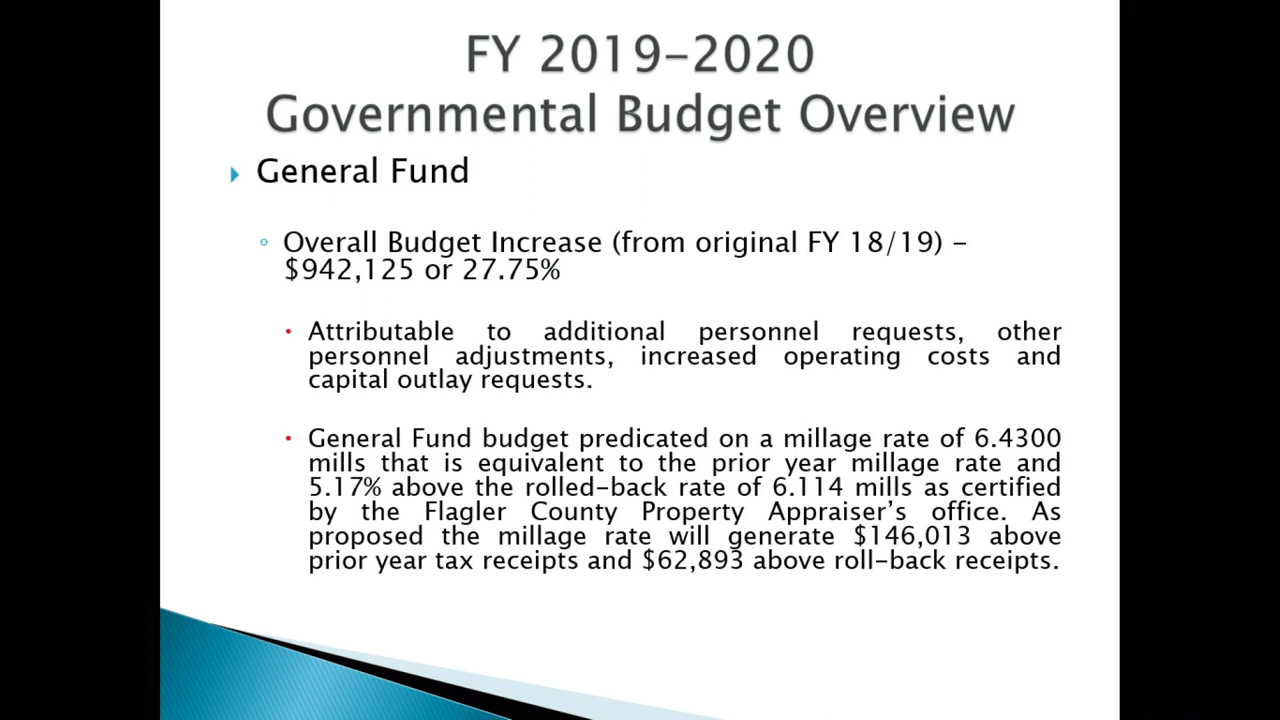 FY 2019-2020
Governmental Budget Overview
General Fund
Overall Budget Increase (from original FY 18/19) –
$942,125 or 27.75%
Attributable to additional personnel requests, other
personnel adjustments, increased operating costs and
capital outlay requests.
General Fund budget predicated on a millage rate of 6.4300
mills that is equivalent to the prior year millage rate and
5.17% above the rolled-back rate of 6.114 mills as certified
by the Flagler County Property Appraiser's office. As
proposed the millage rate will generate $146,013 above
prior year tax receipts and $62,893 above roll-back receipts.